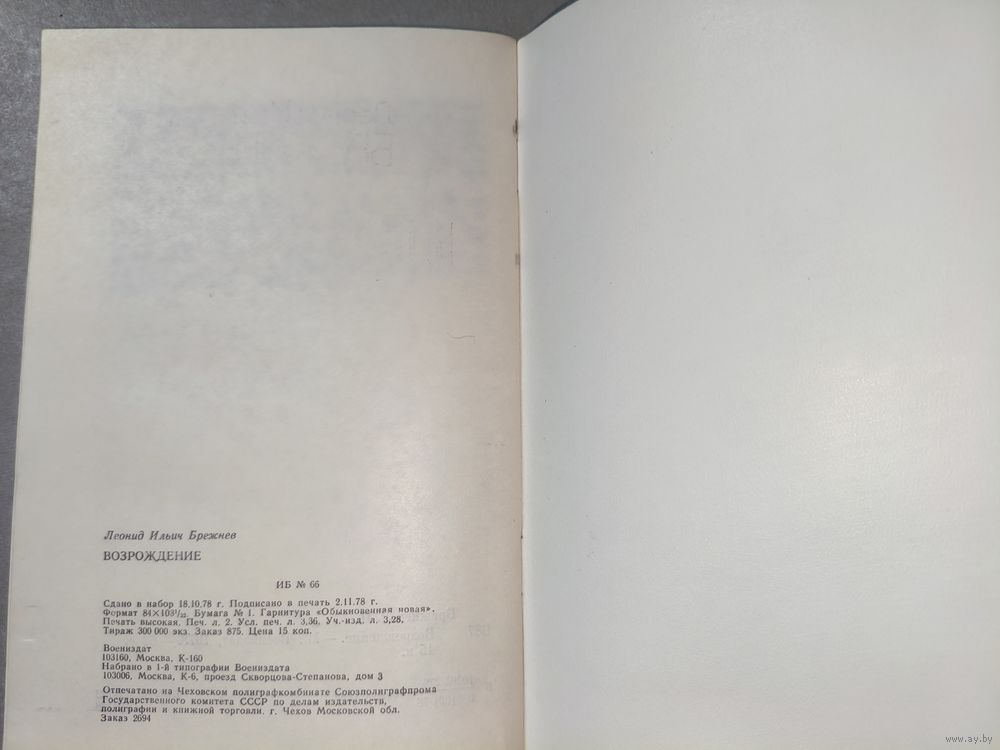 Леонид Ильич Брежнев
ВОЗРОЖДЕНИЕ
ИБ № 66
Сдано в набор 18.10.78 г. Подписано в печать 2.11.78 г.
Формат 84×103¹/₃₂. Бумага № 1. Гарнитура «Обыкновенная новая».
Печать высокая. Печ. л. 2. Усл. печ. л. 3,36. Уч.-изд. л. 3,28.
Тираж 300 000 экз. Заказ 875. Цена 15 коп.
Воениздат
103160, Москва, К-160
Набрано в 1-й типографии Воениздата
103006, Москва, К-6, проезд Скворцова-Степанова, дом 3
Отпечатано на Чеховском полиграфкомбинате Союзполиграфпрома
Государственного комитета СССР по делам издательств,
полиграфии и книжной торговли. г. Чехов Московской обл.
Заказ 2694
www.ay.by